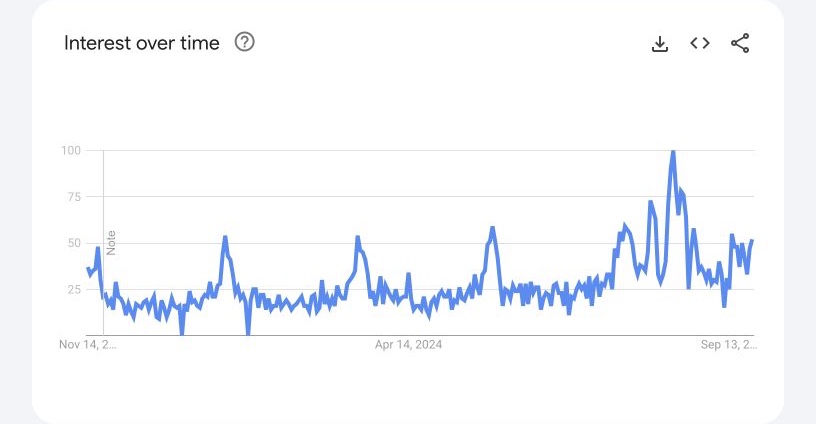 Interest over time
100
75
50
25
Note
Nov 14, 2...
Apr 14, 2024
Sep 13, 2...